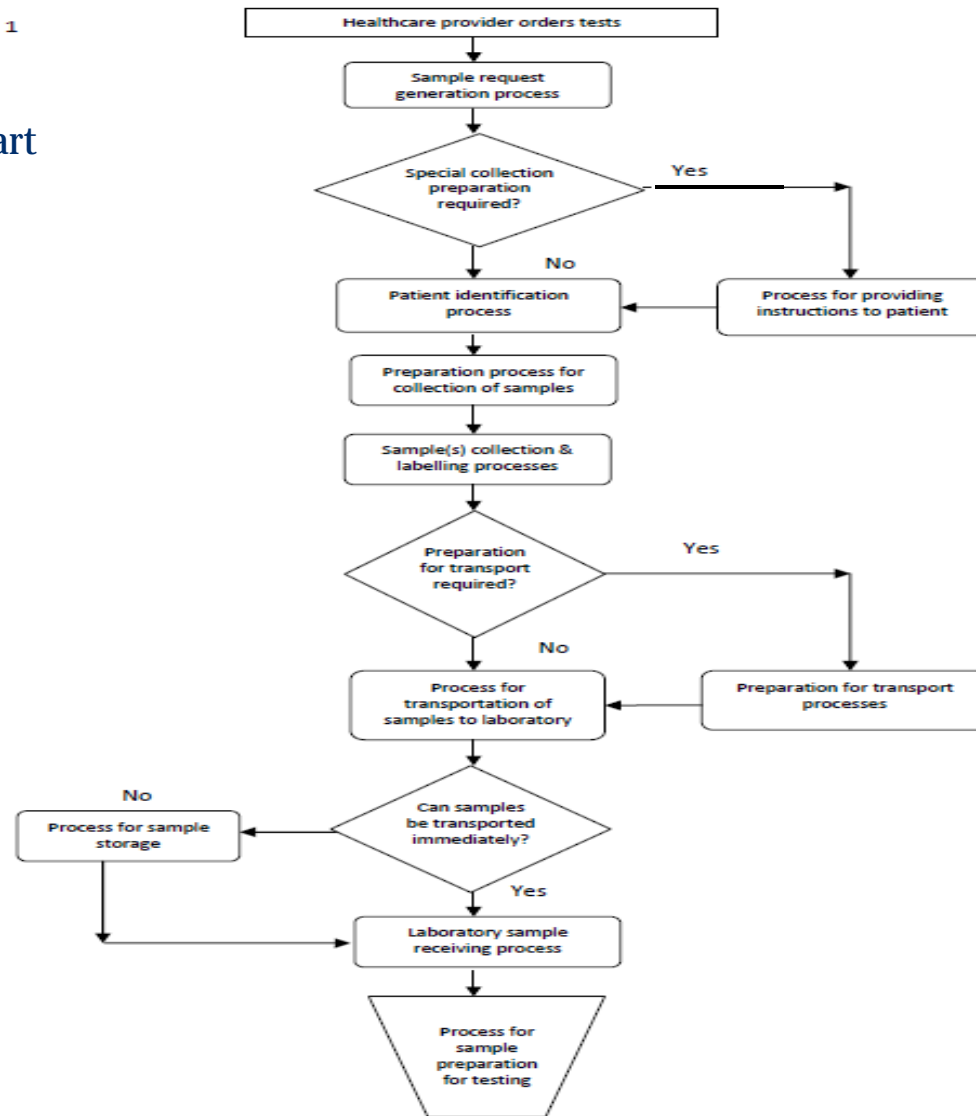 1
art
Healthcare provider orders tests
Sample request
generation process
Special collection
preparation
required?
Yes
No
Patient identification
process
Process for providing
instructions to patient
Preparation process for
collection of samples
Sample(s) collection &
labelling processes
Preparation
for transport
required?
Yes
No
Process for
transportation of
samples to laboratory
Preparation for transport
processes
Can samples
be transported
immediately?
No
Process for sample
storage
Yes
Laboratory sample
receiving process
Process for
sample
preparation
for testing